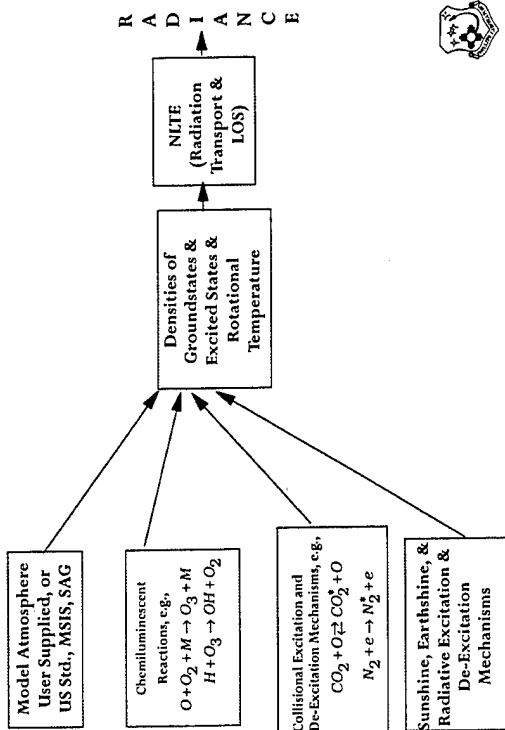 Model Atmosphere
User Supplied, or
US Std., MSIS, SAG
Chemiluminescent
Reactions, e.g.,
O+O₂+M→O₃+M
H+O₃→OH+O₂
Collisional Excitation and
De-Excitation Mechanisms, e.g.,
CO₂+O⇄CO₂*+O
N₂+e→N₂*+e
Sunshine, Earthshine, &
Radiative Excitation &
De-Excitation
Mechanisms
Densities of
Groundstates &
Excited States &
Rotational
Temperature
NLTE
(Radiation
Transport &
LOS)
R
A
D
I
A
N
C
E